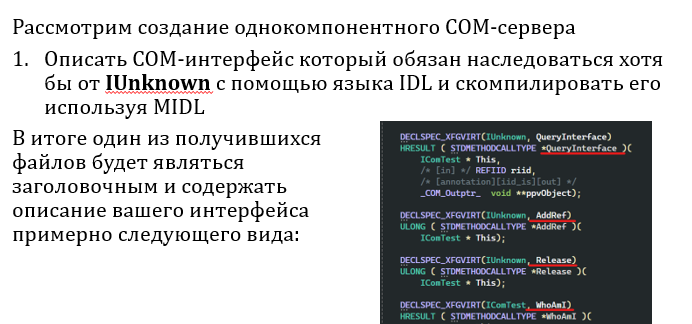 Рассмотрим создание однокомпонентного COM-сервера
1. Описать COM-интерфейс который обязан наследоваться хотя
бы от IUnknown с помощью языка IDL и скомпилировать его
используя MIDL
В итоге один из получившихся
файлов будет являться
заголовочным и содержать
описание вашего интерфейса
примерно следующего вида:
DECLSPEC_XFGVIRT(IUnknown, QueryInterface)
HRESULT ( STDMETHODCALLTYPE *QueryInterface )(
IComTest * This,
/* [in] */ REFIID riid,
/* [annotation][iid_is][out] */
_COM_Outptr_  void **ppvObject);
DECLSPEC_XFGVIRT(IUnknown, AddRef)
ULONG ( STDMETHODCALLTYPE *AddRef )(
IComTest * This);
DECLSPEC_XFGVIRT(IUnknown, Release)
ULONG ( STDMETHODCALLTYPE *Release )(
IComTest * This);
DECLSPEC_XFGVIRT(IComTest, WhoAmI)
HRESULT ( STDMETHODCALLTYPE *WhoAmI )(